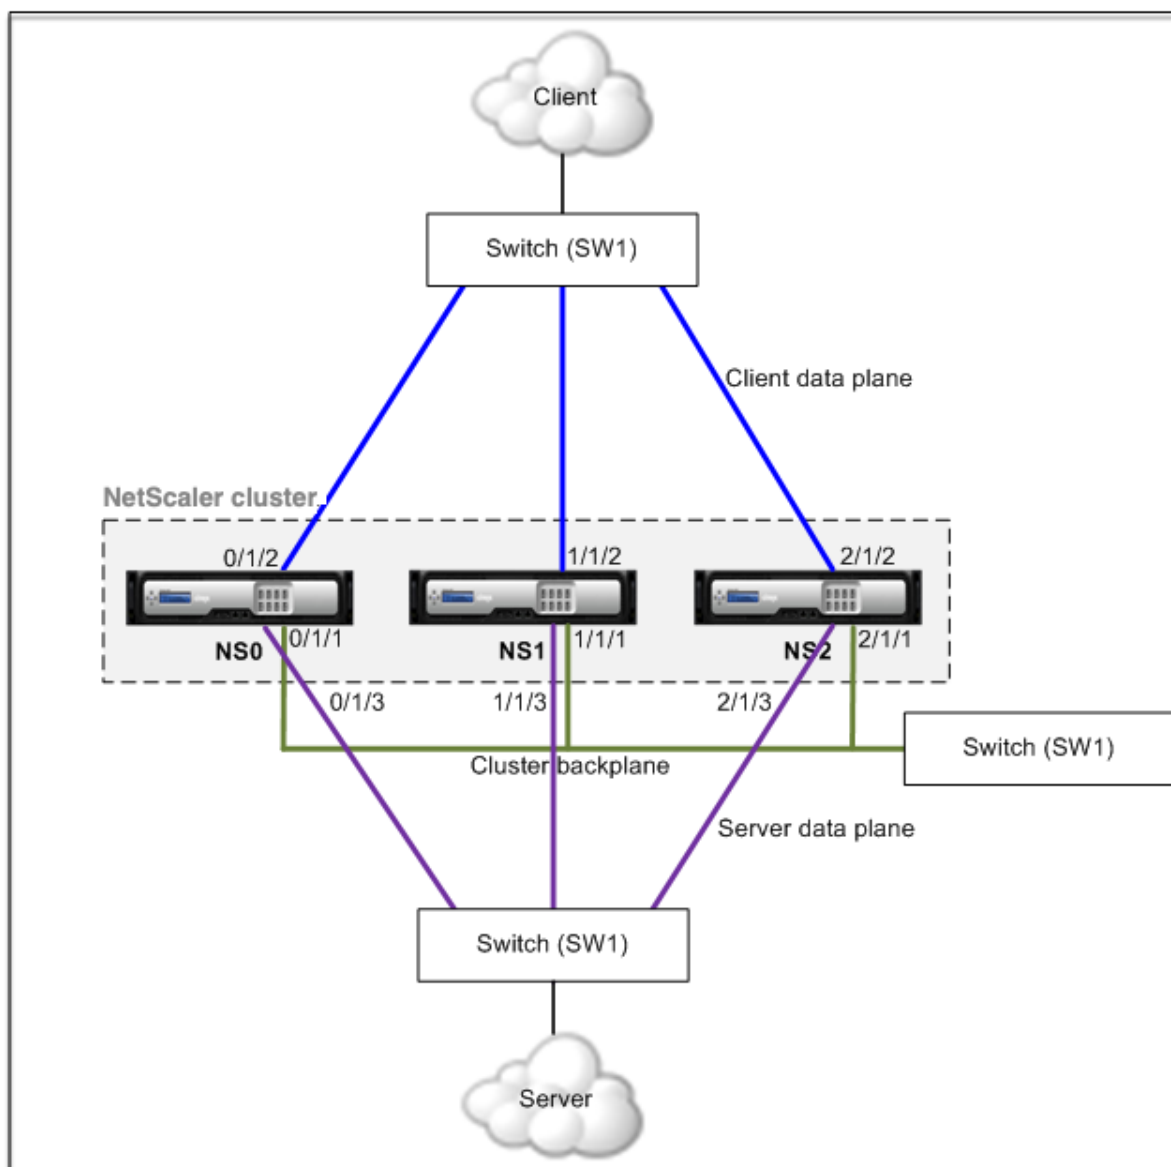 Client
Switch (SW1)
Client data plane
NetScaler cluster
0/1/2
1/1/2
2/1/2
NS0
0/1/1
NS1
1/1/1
NS2
2/1/1
0/1/3
1/1/3
2/1/3
Switch (SW1)
Cluster backplane
Server data plane
Switch (SW1)
Server